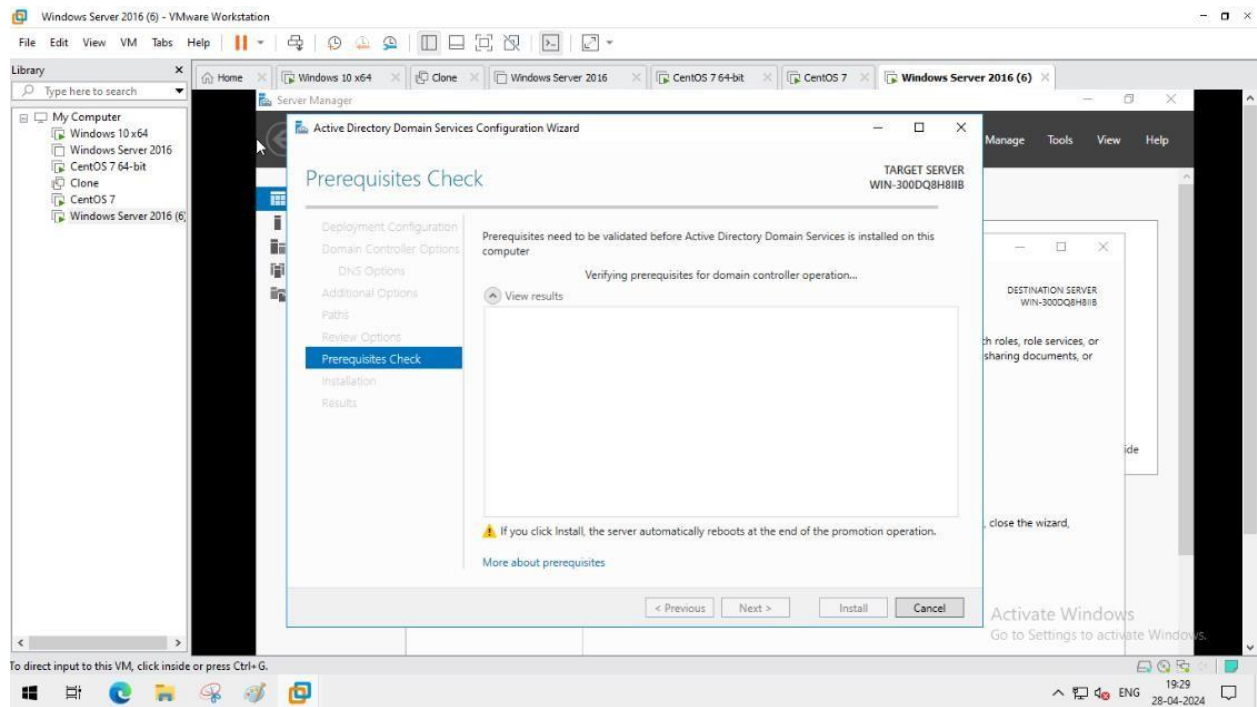 Windows Server 2016 (6) - VMware Workstation
File Edit View VM Tabs Help
Library
Type here to search
My Computer
Windows 10 x64
Windows Server 2016
CentOS 7 64-bit
Clone
CentOS 7
Windows Server 2016 (6)
Home
Windows 10 x64
Clone
Windows Server 2016
CentOS 7 64-bit
CentOS 7
Windows Server 2016 (6)
Server Manager
Manage Tools View Help
Active Directory Domain Services Configuration Wizard
Prerequisites Check
TARGET SERVER
WIN-300DQ8H8IIB
Deployment Configuration
Domain Controller Options
DNS Options
Additional Options
Paths
Review Options
Prerequisites Check
Installation
Results
Prerequisites need to be validated before Active Directory Domain Services is installed on this
computer
Verifying prerequisites for domain controller operation...
View results
If you click Install, the server automatically reboots at the end of the promotion operation.
More about prerequisites
< Previous Next > Install Cancel
DESTINATION SERVER
WIN-300DQ8H8IIB
ch roles, role services, or
sharing documents, or
ide
, close the wizard,
Activate Windows
Go to Settings to activate Windows.
To direct input to this VM, click inside or press Ctrl+G.
ENG
19:29
28-04-2024